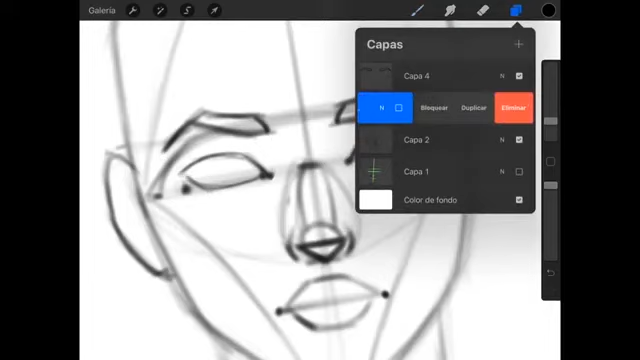 Galería
Capas
Capa 4 N
N Bloquear Duplicar Eliminar
Capa 2 N
Capa 1 N
Color de fondo